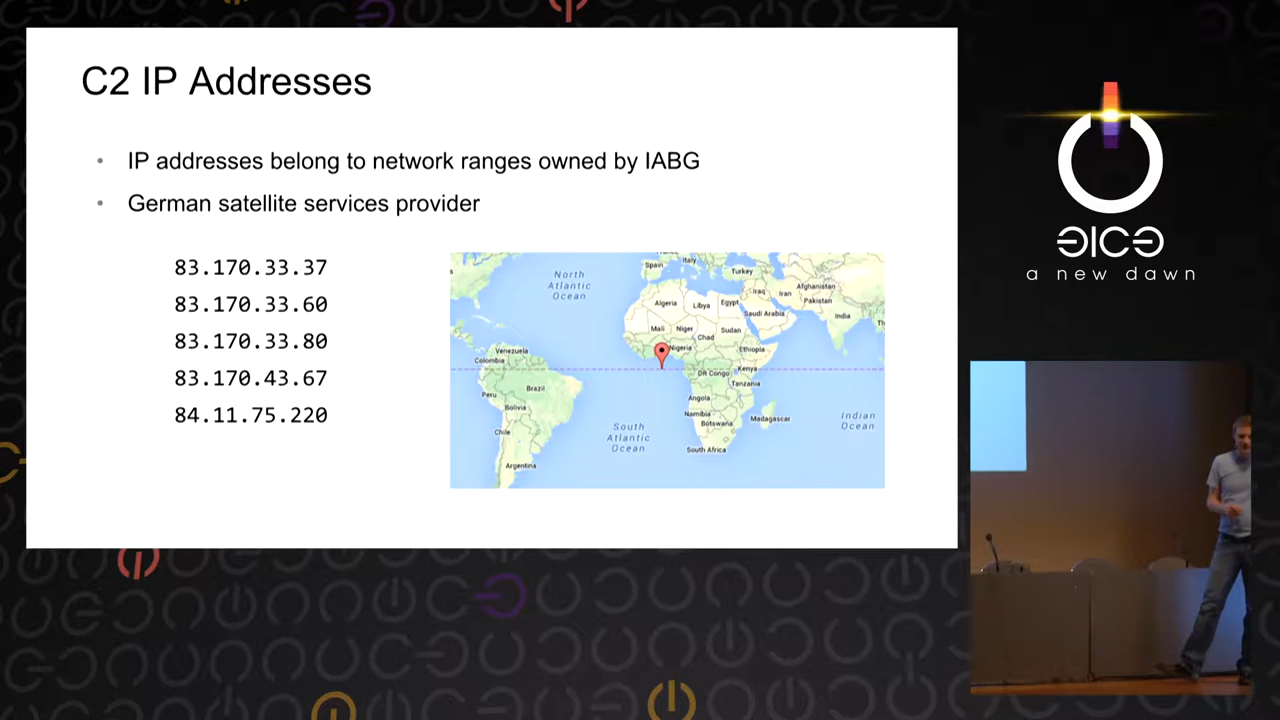 C2 IP Addresses
• IP addresses belong to network ranges owned by IABG
• German satellite services provider
83.170.33.37
83.170.33.60
83.170.33.80
83.170.43.67
84.11.75.220
North
Atlantic
Ocean
Spain
Italy
Turkey
Iraq
Iran
Afghanistan
Pakistan
Algeria
Libya
Egypt
Saudi Arabia
India
Mali
Niger
Chad
Sudan
Nigeria
Ethiopia
Venezuela
Colombia
DR Congo
Kenya
Tanzania
Peru
Brazil
Bolivia
Angola
Namibia
Botswana
Madagascar
South
Atlantic
Ocean
Indian
Ocean
Chile
South Africa
Argentina
a new dawn